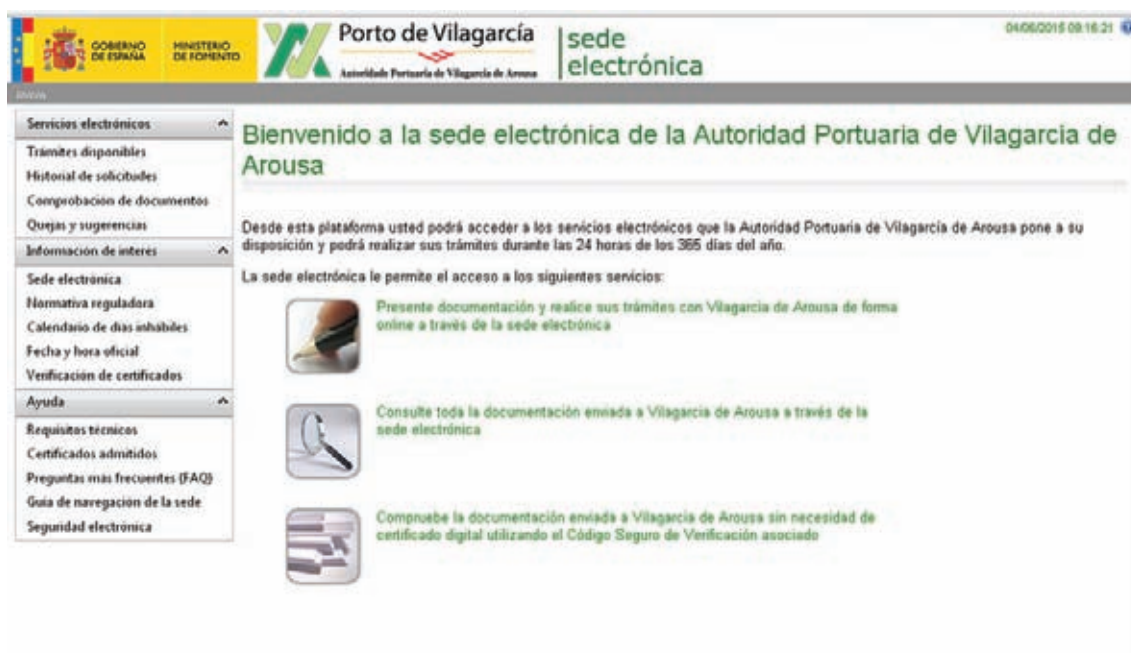 GOBIERNO
DE ESPAÑA
MINISTERIO
DE FOMENTO
Porto de Vilagarcía
Autoridade Portuaria de Vilagarcía de Arousa
sede
electrónica
04/06/2015 09:16:21
Inicio
Servicios electrónicos
Trámites disponibles
Historial de solicitudes
Comprobación de documentos
Quejas y sugerencias
Información de interés
Sede electrónica
Normativa reguladora
Calendario de días inhábiles
Fecha y hora oficial
Verificación de certificados
Ayuda
Requisitos técnicos
Certificados admitidos
Preguntas más frecuentes (FAQ)
Guía de navegación de la sede
Seguridad electrónica
Bienvenido a la sede electrónica de la Autoridad Portuaria de Vilagarcía de
Arousa
Desde esta plataforma usted podrá acceder a los servicios electrónicos que la Autoridad Portuaria de Vilagarcía de Arousa pone a su
disposición y podrá realizar sus trámites durante las 24 horas de los 365 días del año.
La sede electrónica le permite el acceso a los siguientes servicios:
Presente documentación y realice sus trámites con Vilagarcía de Arousa de forma
online a través de la sede electrónica
Consulte toda la documentación enviada a Vilagarcía de Arousa a través de la
sede electrónica
Compruebe la documentación enviada a Vilagarcía de Arousa sin necesidad de
certificado digital utilizando el Código Seguro de Verificación asociado